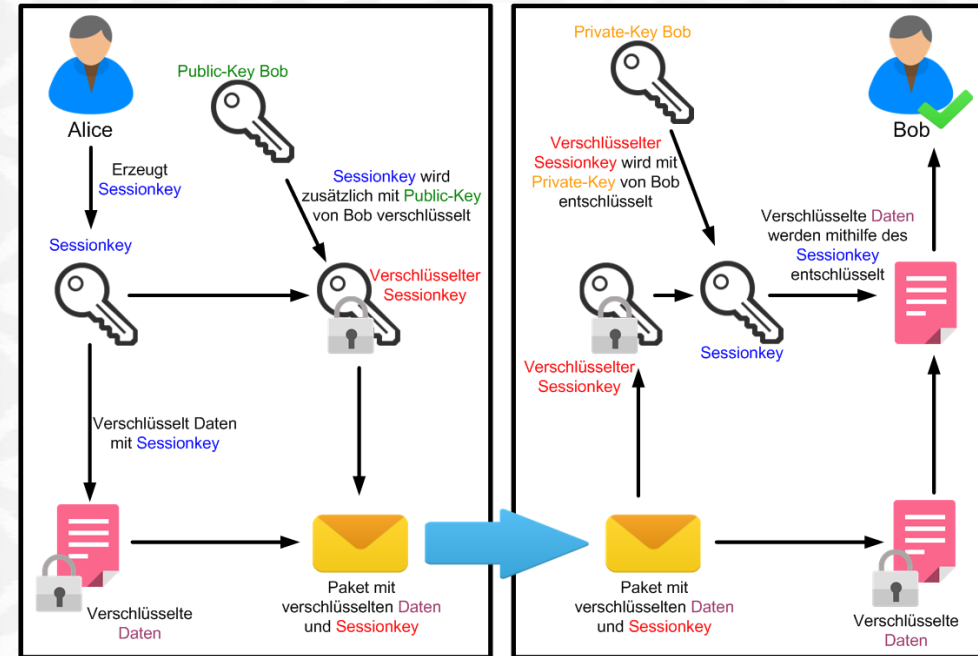 Alice
Public-Key Bob
Erzeugt
Sessionkey
Sessionkey wird
zusätzlich mit Public-Key
von Bob verschlüsselt
Sessionkey
Verschlüsselter
Sessionkey
Verschlüsselt Daten
mit Sessionkey
Verschlüsselte
Daten
Paket mit
verschlüsselten Daten
und Sessionkey
Private-Key Bob
Bob
Verschlüsselter
Sessionkey wird mit
Private-Key von Bob
entschlüsselt
Verschlüsselte Daten
werden mithilfe des
Sessionkey
entschlüsselt
Sessionkey
Verschlüsselter
Sessionkey
Paket mit
verschlüsselten Daten
und Sessionkey
Verschlüsselte
Daten